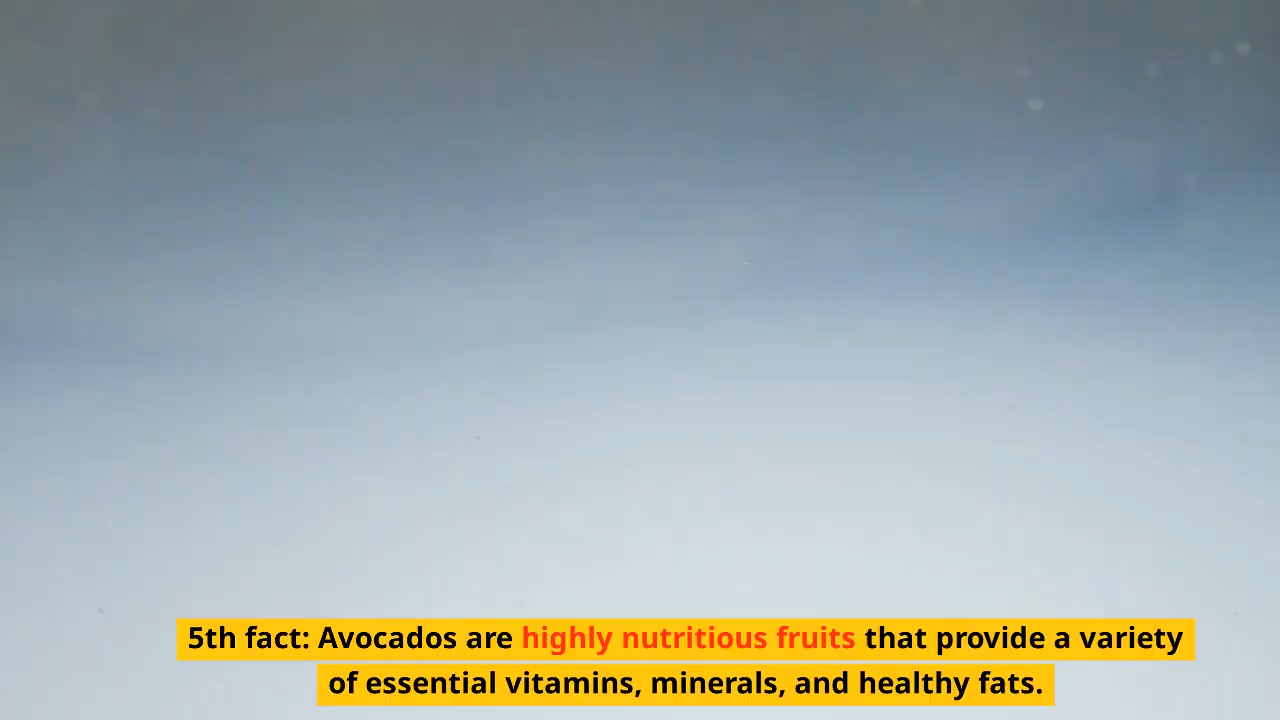 5th fact: Avocados are highly nutritious fruits that provide a variety
of essential vitamins, minerals, and healthy fats.